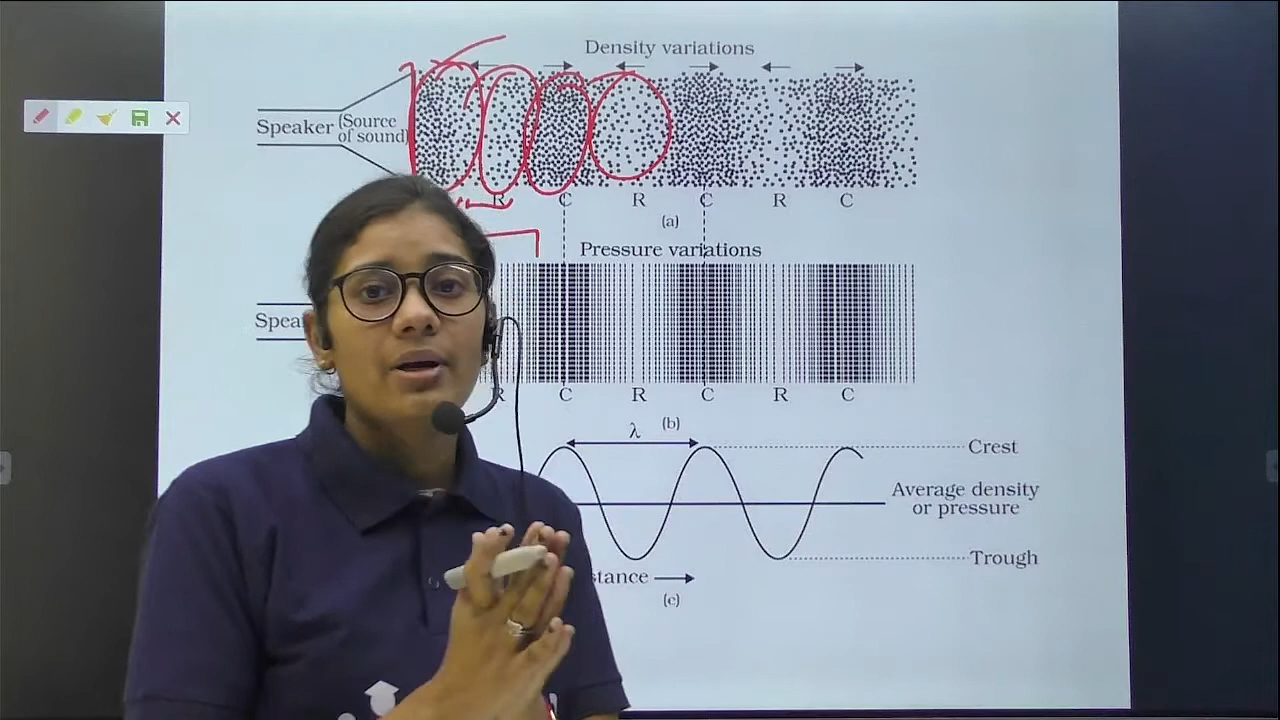 Density variations
Speaker (Source
of sound)
R C R C R C
(a)
Pressure variations
R C R C R C
(b)
λ
Crest
Average density
or pressure
Trough
(c)